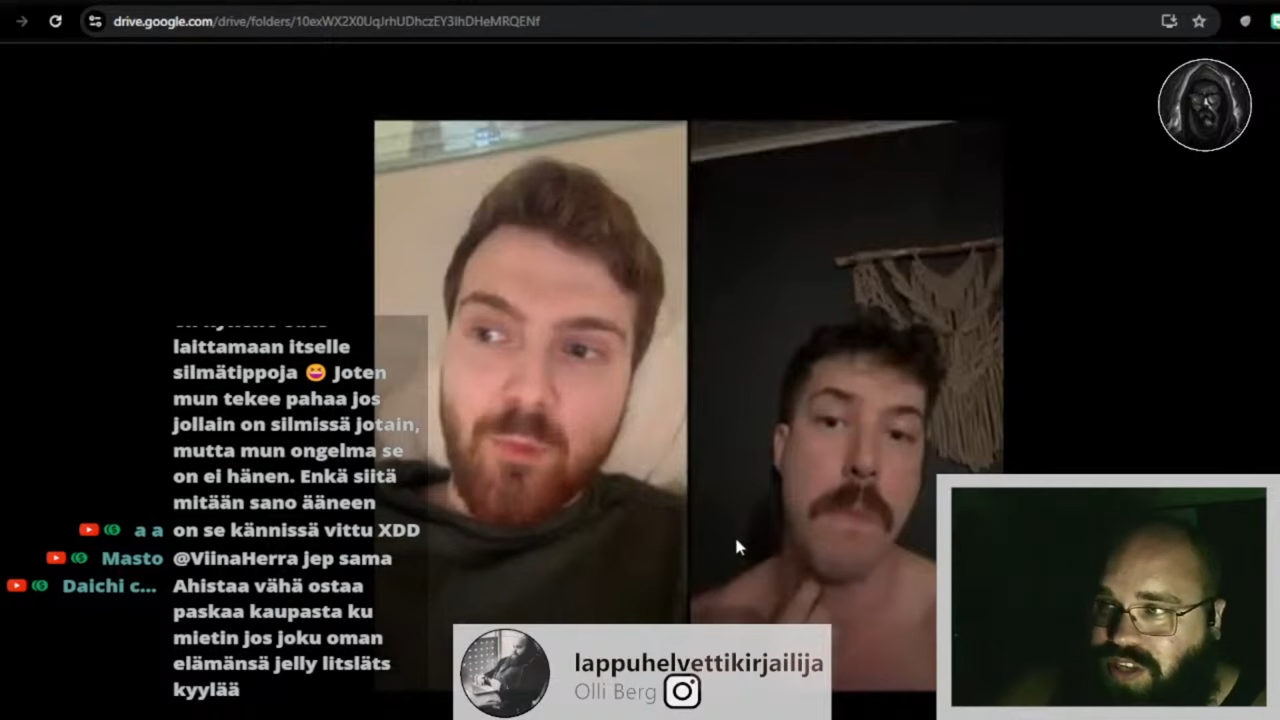 drive.google.com/drive/folders/10exWX2X0UqJrhUDhczEY3IhDHeMRQENf
laittamaan itselle
silmätippoja 😆 Joten
mun tekee pahaa jos
jollain on silmissä jotain,
mutta mun ongelma se
on ei hänen. Enkä siitä
mitään sano ääneen
a a on se kännissä vittu XDD
Masto @ViinaHerra jep sama
Daichi c... Ahistaa vähä ostaa
paskaa kaupasta ku
mietin jos joku oman
elämänsä jelly litsläts
kyylää
lappuhelvettikirjailija
Olli Berg